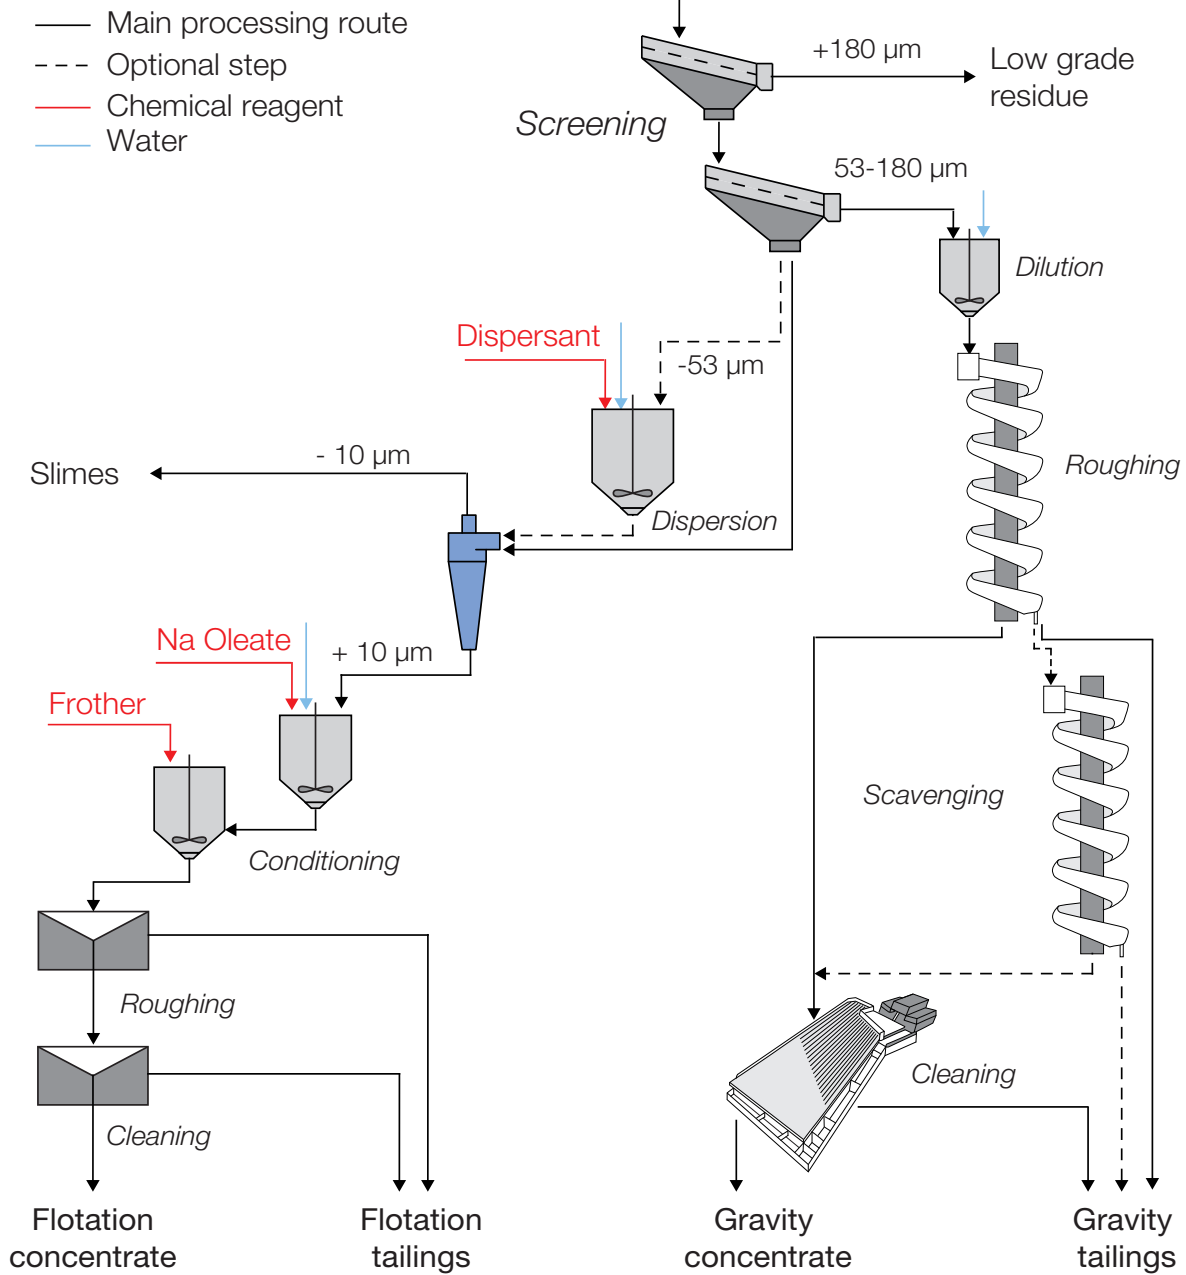 Main processing route
Optional step
Chemical reagent
Water
+180 μm
Low grade
residue
Screening
53-180 μm
Dilution
Dispersant
-53 μm
- 10 μm
Slimes
Roughing
Dispersion
Na Oleate
+ 10 μm
Frother
Scavenging
Conditioning
Roughing
Cleaning
Cleaning
Flotation
concentrate
Flotation
tailings
Gravity
concentrate
Gravity
tailings